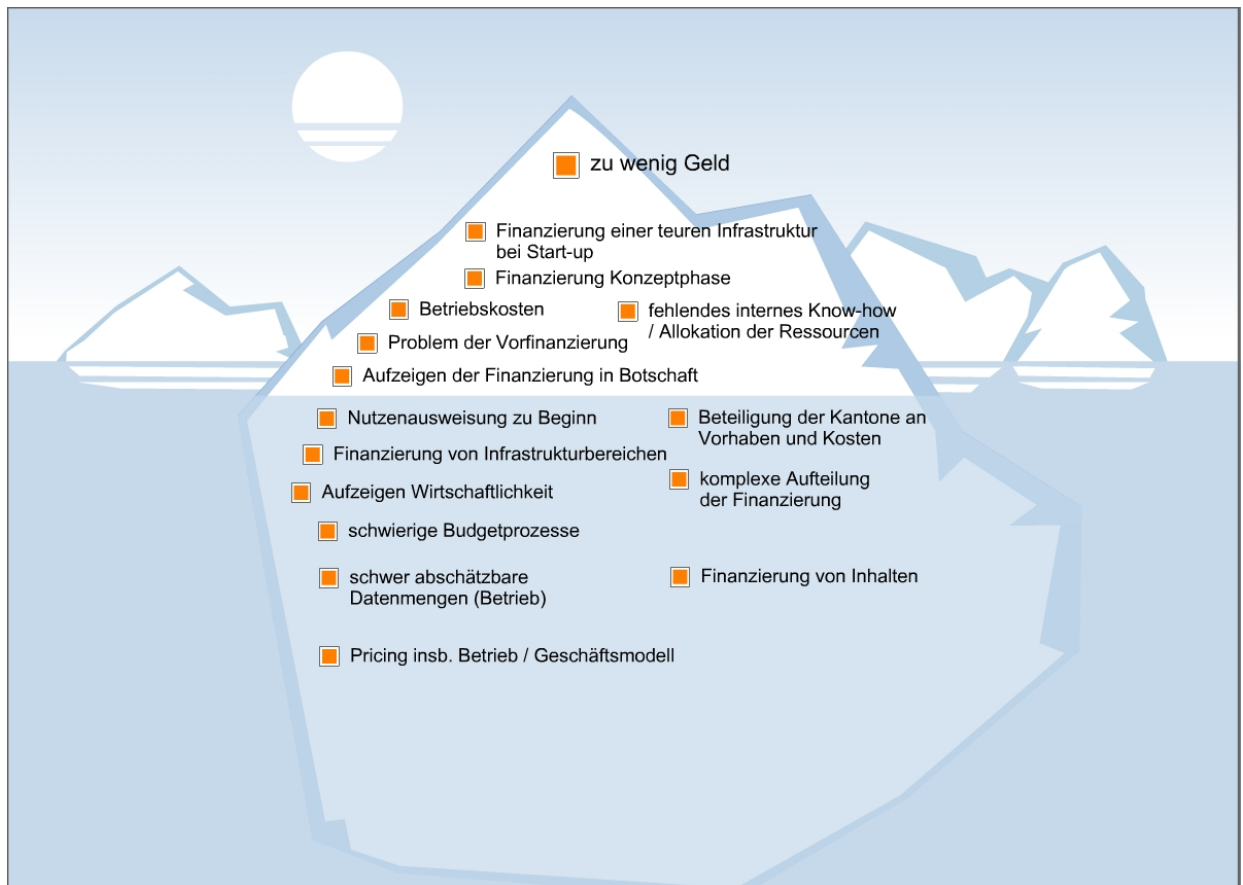 zu wenig Geld
Finanzierung einer teuren Infrastruktur
bei Start-up
Finanzierung Konzeptphase
Betriebskosten
fehlendes internes Know-how
/ Allokation der Ressourcen
Problem der Vorfinanzierung
Aufzeigen der Finanzierung in Botschaft
Nutzenausweisung zu Beginn
Beteiligung der Kantone an
Vorhaben und Kosten
Finanzierung von Infrastrukturbereichen
komplexe Aufteilung
der Finanzierung
Aufzeigen Wirtschaftlichkeit
schwierige Budgetprozesse
schwer abschätzbare
Datenmengen (Betrieb)
Finanzierung von Inhalten
Pricing insb. Betrieb / Geschäftsmodell